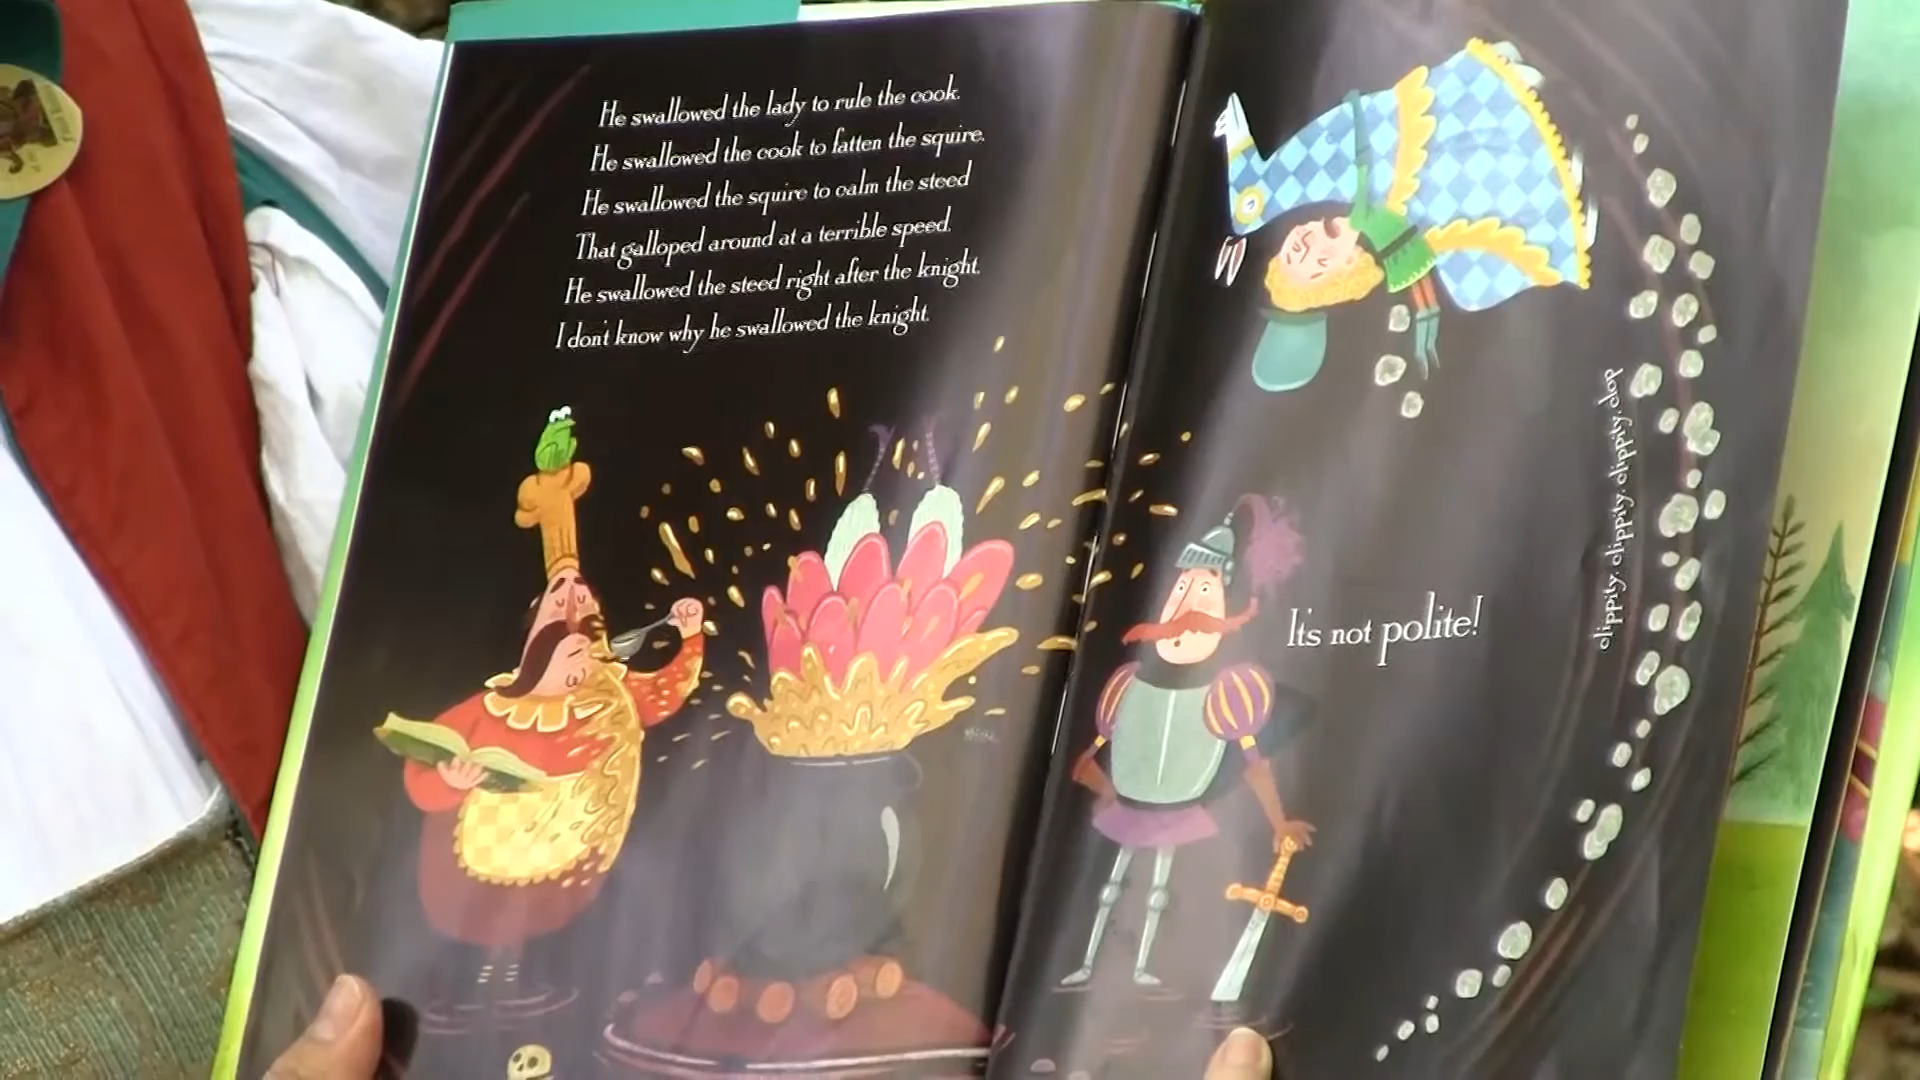 He swallowed the lady to rule the cook.
He swallowed the cook to fatten the squire.
He swallowed the squire to calm the steed
That galloped around at a terrible speed.
He swallowed the steed right after the knight.
I don't know why he swallowed the knight.
It's not polite!
clippity, clippity, clippity, clop